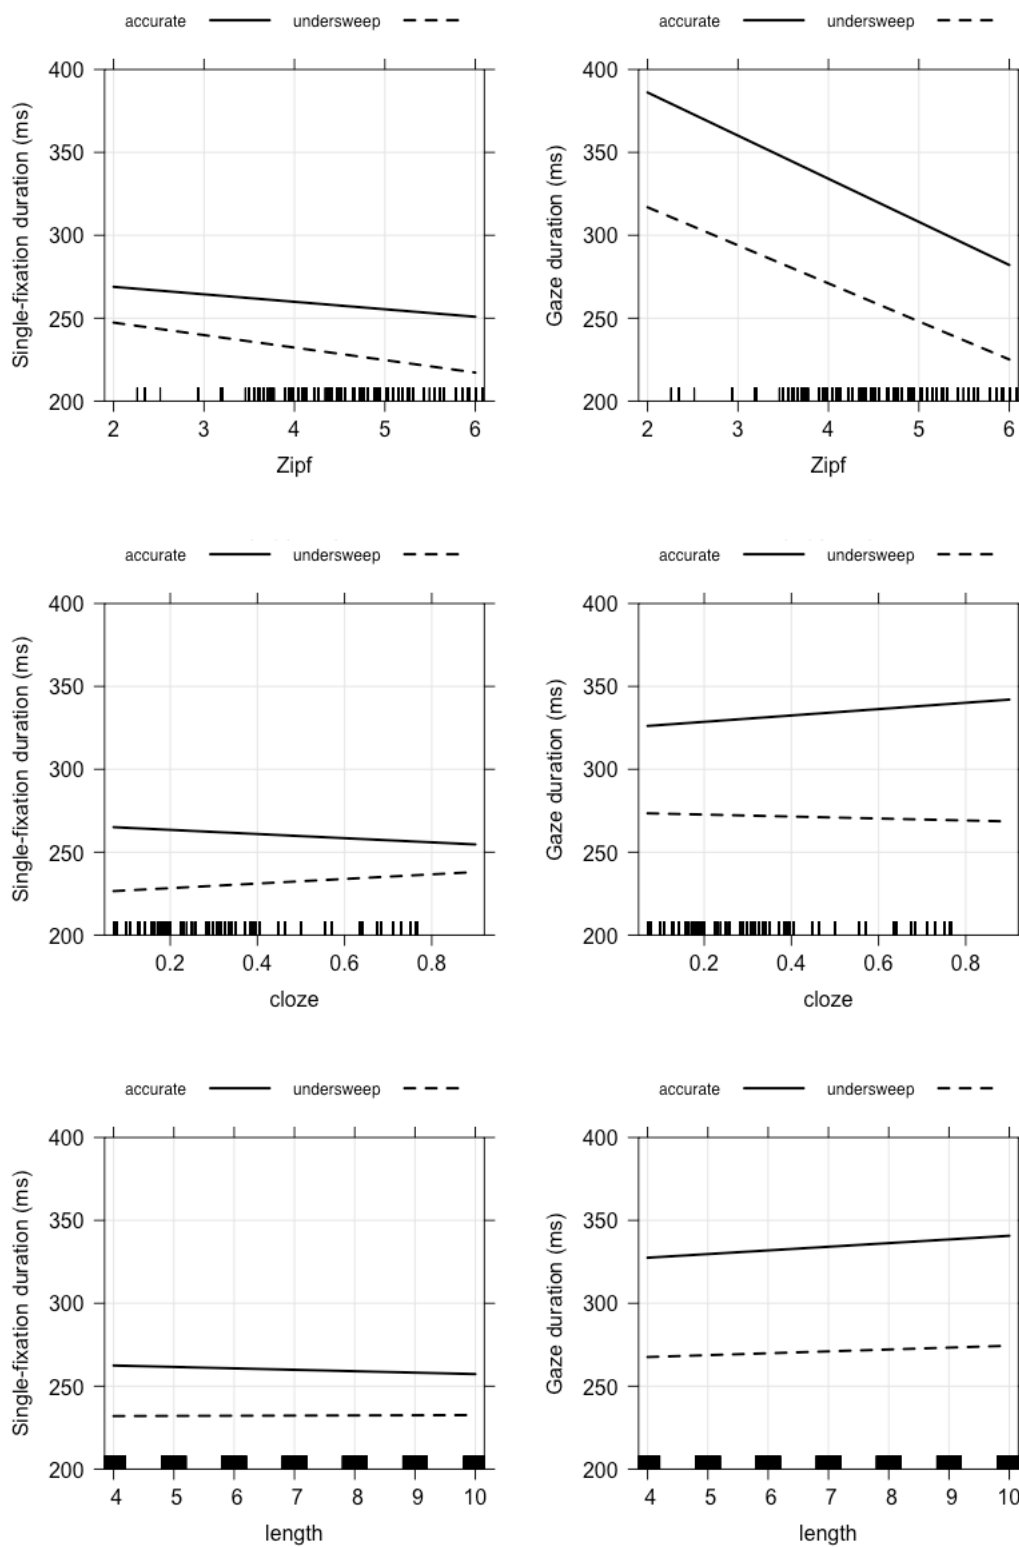 accurate undersweep
400
350
300
250
200
Single-fixation duration (ms)
2 3 4 5 6
Zipf
accurate undersweep
400
350
300
250
200
Gaze duration (ms)
2 3 4 5 6
Zipf
accurate undersweep
400
350
300
250
200
Single-fixation duration (ms)
0.2 0.4 0.6 0.8
cloze
accurate undersweep
400
350
300
250
200
Gaze duration (ms)
0.2 0.4 0.6 0.8
cloze
accurate undersweep
400
350
300
250
200
Single-fixation duration (ms)
4 5 6 7 8 9 10
length
accurate undersweep
400
350
300
250
200
Gaze duration (ms)
4 5 6 7 8 9 10
length